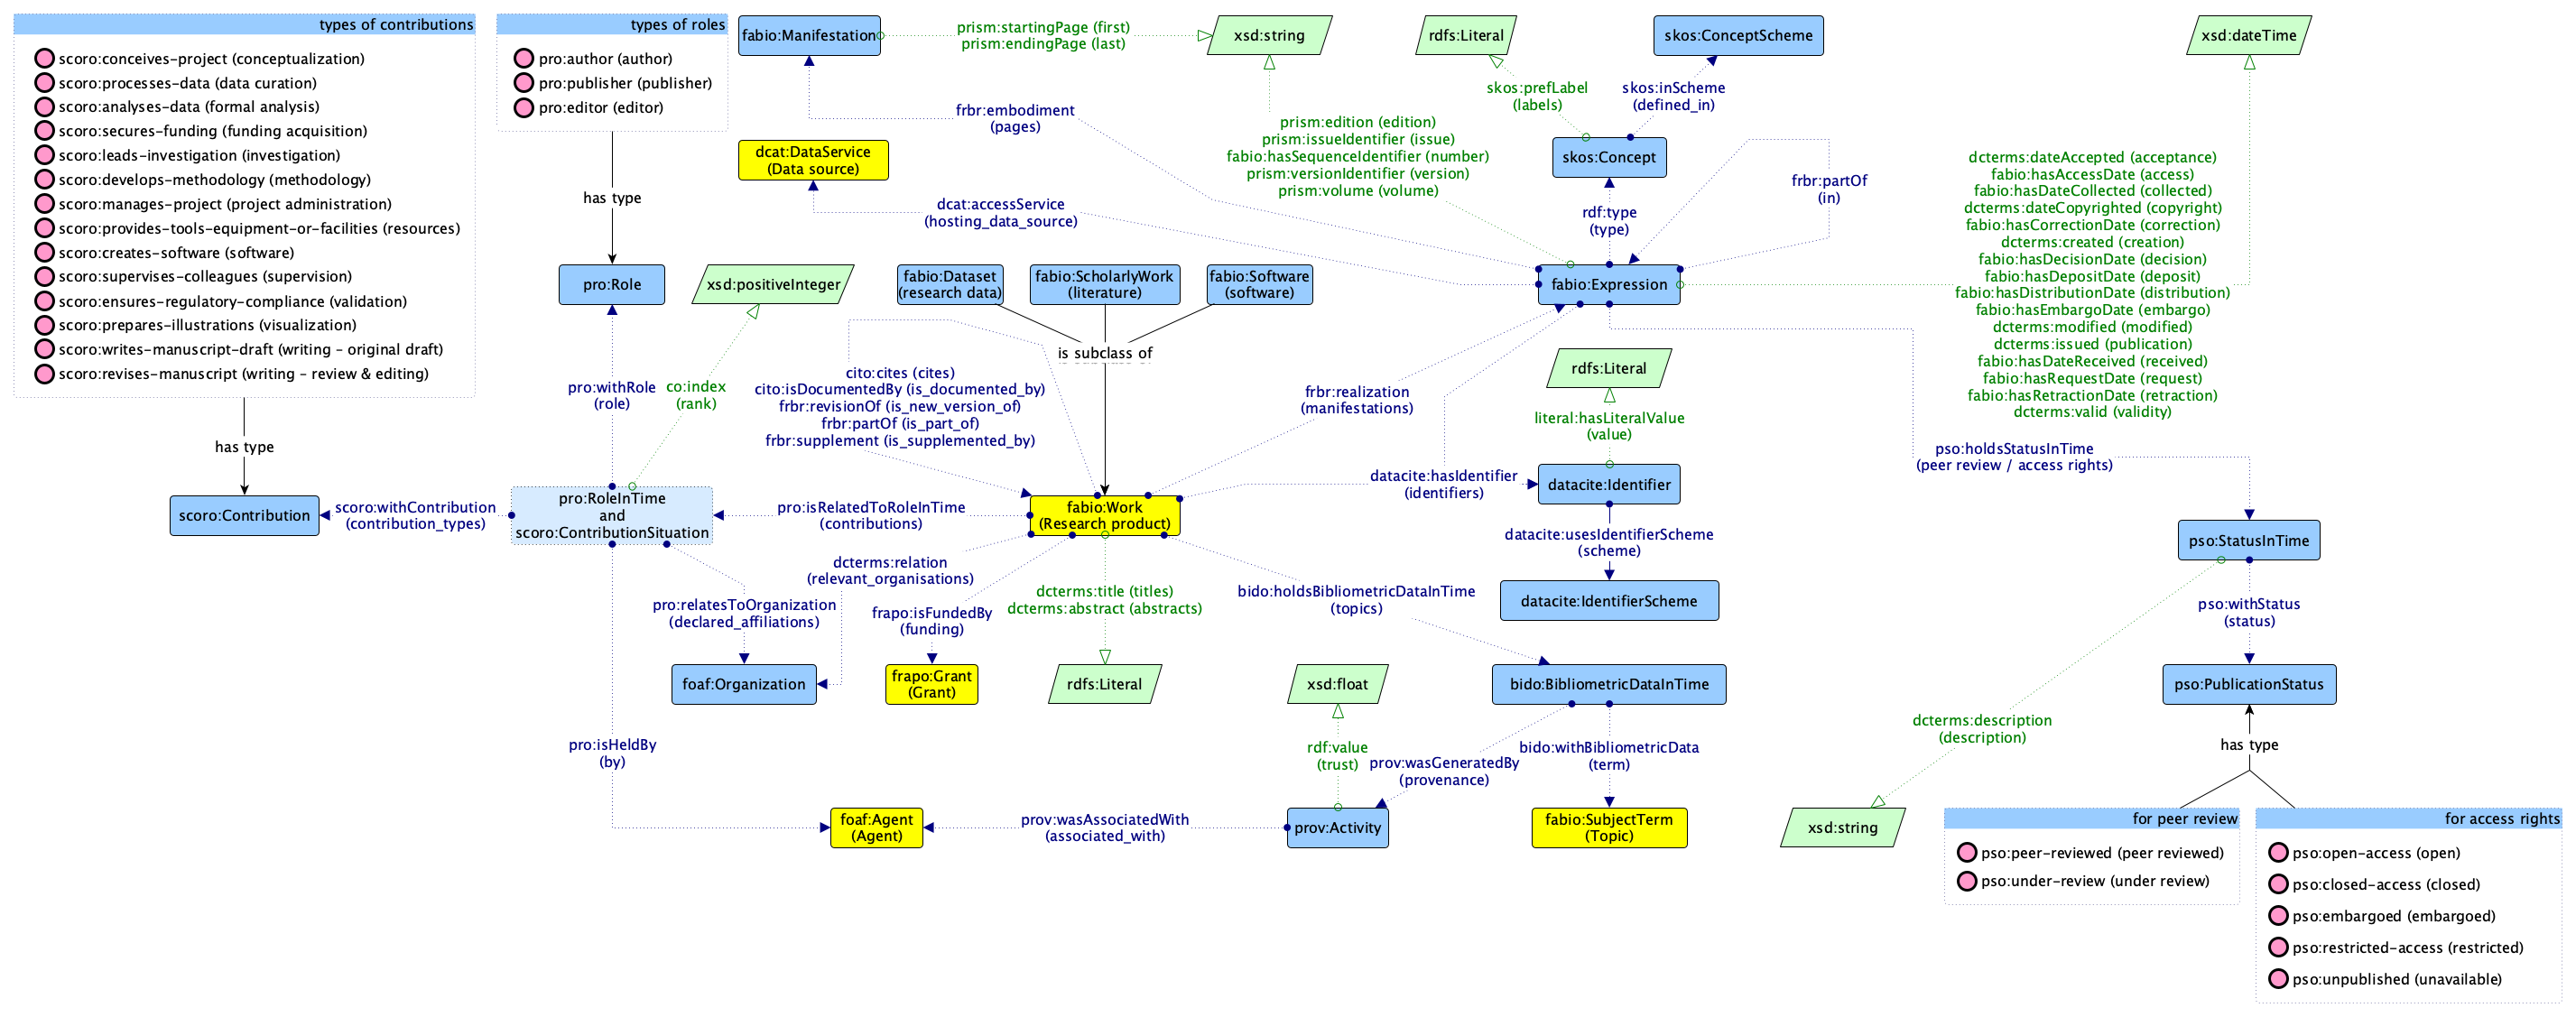 types of contributions
scoro:conceives-project (conceptualization)
scoro:processes-data (data curation)
scoro:analyses-data (formal analysis)
scoro:secures-funding (funding acquisition)
scoro:leads-investigation (investigation)
scoro:develops-methodology (methodology)
scoro:manages-project (project administration)
scoro:provides-tools-equipment-or-facilities (resources)
scoro:creates-software (software)
scoro:supervises-colleagues (supervision)
scoro:ensures-regulatory-compliance (validation)
scoro:prepares-illustrations (visualization)
scoro:writes-manuscript-draft (writing - original draft)
scoro:revises-manuscript (writing - review & editing)
has type
scoro:Contribution
scoro:withContribution
(contribution_types)
types of roles
pro:author (author)
pro:publisher (publisher)
pro:editor (editor)
has type
pro:Role
xsd:positiveInteger
pro:withRole
(role)
co:index
(rank)
pro:RoleInTime
and
scoro:ContributionSituation
pro:isRelatedToRoleInTime
(contributions)
pro:relatesToOrganization
(declared_affiliations)
foaf:Organization
pro:isHeldBy
(by)
foaf:Agent
(Agent)
prov:wasAssociatedWith
(associated_with)
fabio:Manifestation
prism:startingPage (first)
prism:endingPage (last)
xsd:string
frbr:embodiment
(pages)
dcat:DataService
(Data source)
dcat:accessService
(hosting_data_source)
prism:edition (edition)
prism:issueIdentifier (issue)
fabio:hasSequenceIdentifier (number)
prism:versionIdentifier (version)
prism:volume (volume)
fabio:Dataset
(research data)
fabio:ScholarlyWork
(literature)
fabio:Software
(software)
is subclass of
cito:cites (cites)
cito:isDocumentedBy (is_documented_by)
frbr:revisionOf (is_new_version_of)
frbr:partOf (is_part_of)
frbr:supplement (is_supplemented_by)
fabio:Work
(Research product)
dcterms:relation
(relevant_organisations)
frapo:isFundedBy
(funding)
frapo:Grant
(Grant)
dcterms:title (titles)
dcterms:abstract (abstracts)
rdfs:Literal
bido:holdsBibliometricDataInTime
(topics)
bido:BibliometricDataInTime
xsd:float
rdf:value
(trust)
prov:wasGeneratedBy
(provenance)
prov:Activity
bido:withBibliometricData
(term)
fabio:SubjectTerm
(Topic)
rdfs:Literal
skos:ConceptScheme
skos:prefLabel
(labels)
skos:inScheme
(defined_in)
skos:Concept
rdf:type
(type)
frbr:partOf
(in)
fabio:Expression
frbr:realization
(manifestations)
rdfs:Literal
literal:hasLiteralValue
(value)
datacite:hasIdentifier
(identifiers)
datacite:Identifier
datacite:usesIdentifierScheme
(scheme)
datacite:IdentifierScheme
xsd:dateTime
dcterms:dateAccepted (acceptance)
fabio:hasAccessDate (access)
fabio:hasDateCollected (collected)
dcterms:dateCopyrighted (copyright)
fabio:hasCorrectionDate (correction)
dcterms:created (creation)
fabio:hasDecisionDate (decision)
fabio:hasDepositDate (deposit)
fabio:hasDistributionDate (distribution)
fabio:hasEmbargoDate (embargo)
dcterms:modified (modified)
dcterms:issued (publication)
fabio:hasDateReceived (received)
fabio:hasRequestDate (request)
fabio:hasRetractionDate (retraction)
dcterms:valid (validity)
pso:holdsStatusInTime
(peer review / access rights)
pso:StatusInTime
pso:withStatus
(status)
pso:PublicationStatus
dcterms:description
(description)
xsd:string
has type
for peer review
pso:peer-reviewed (peer reviewed)
pso:under-review (under review)
for access rights
pso:open-access (open)
pso:closed-access (closed)
pso:embargoed (embargoed)
pso:restricted-access (restricted)
pso:unpublished (unavailable)